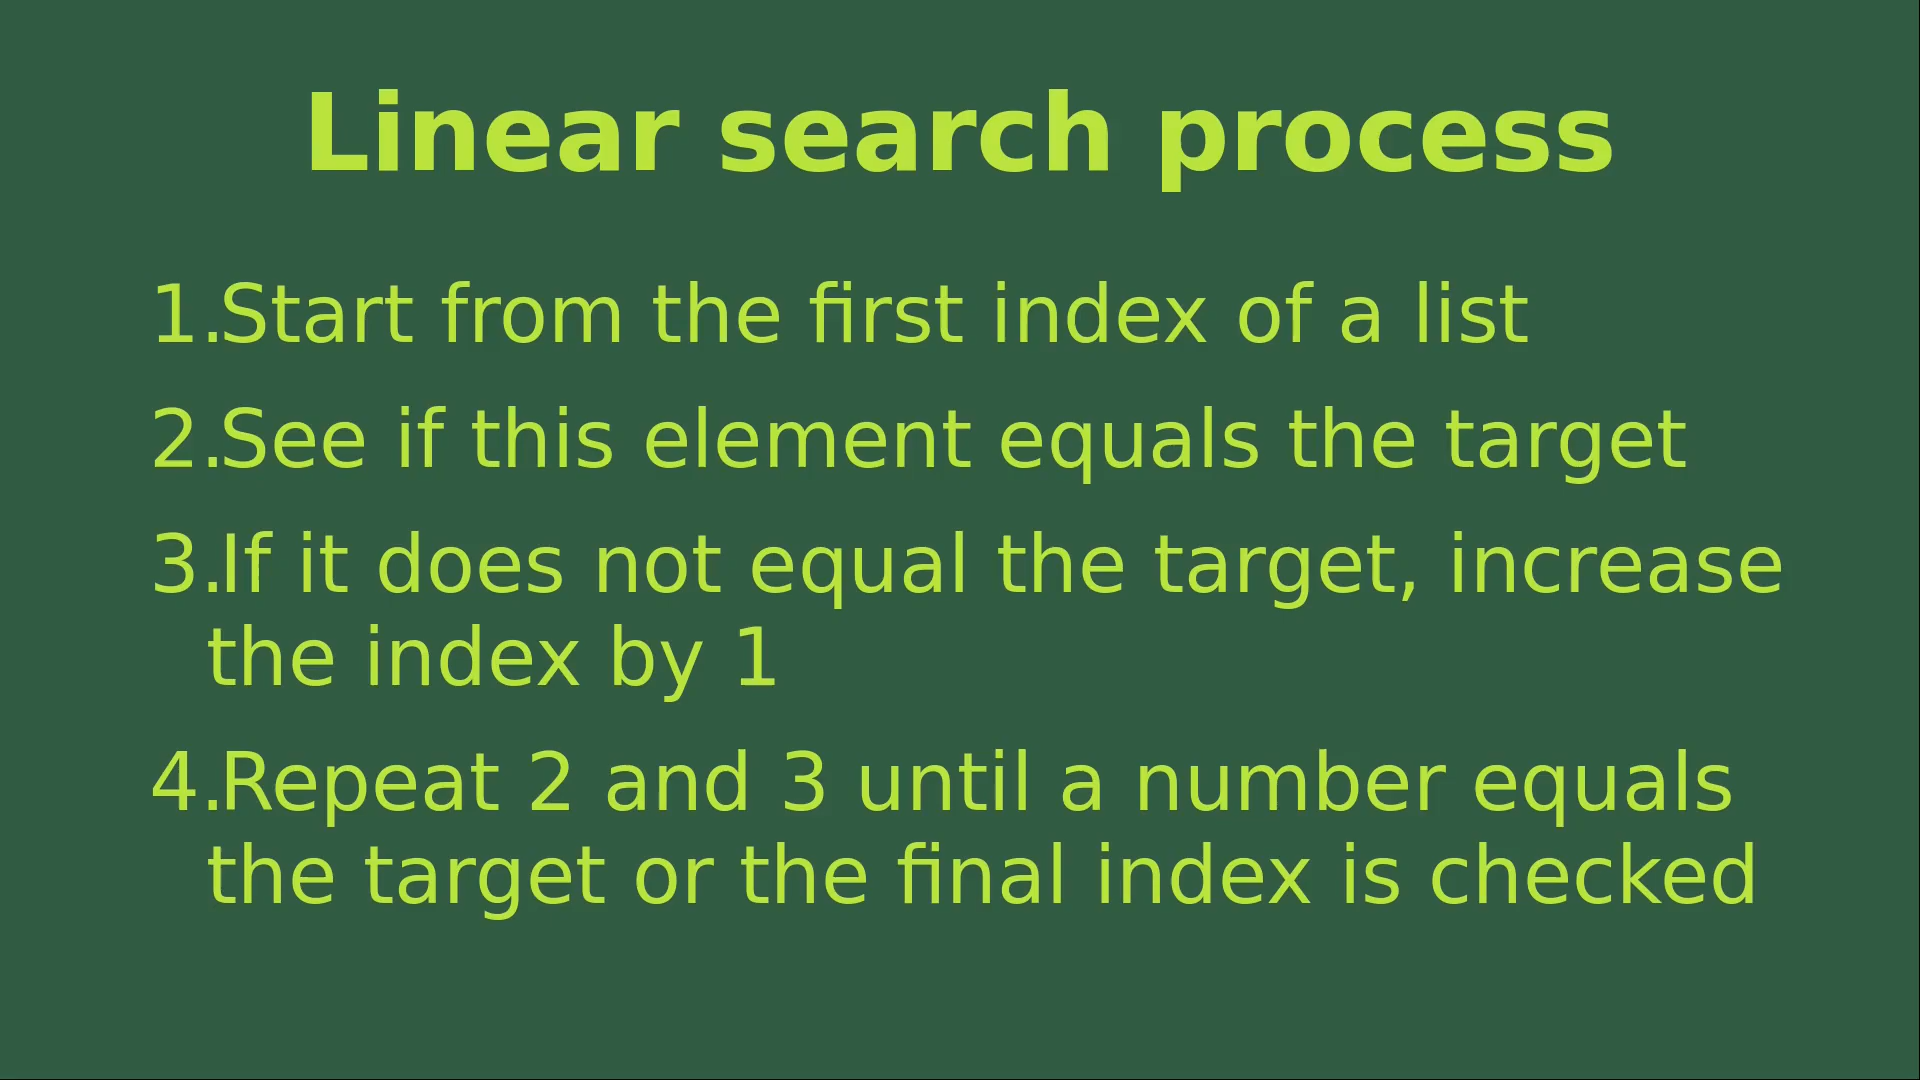 Linear search process
1.Start from the first index of a list
2.See if this element equals the target
3.If it does not equal the target, increase
the index by 1
4.Repeat 2 and 3 until a number equals
the target or the final index is checked